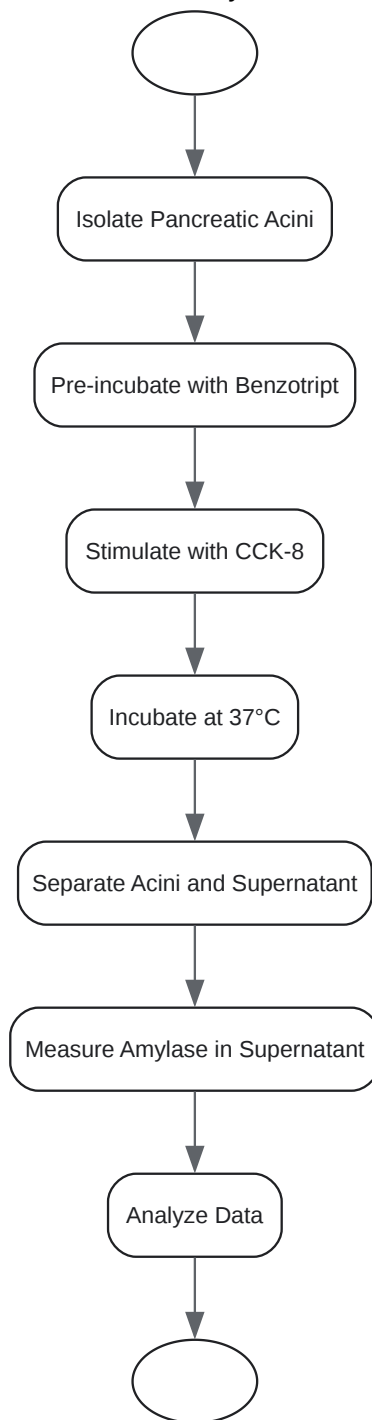 Isolate Pancreatic Acini
Pre-incubate with Benzotript
Stimulate with CCK-8
Incubate at 37°C
Separate Acini and Supernatant
Measure Amylase in Supernatant
Analyze Data